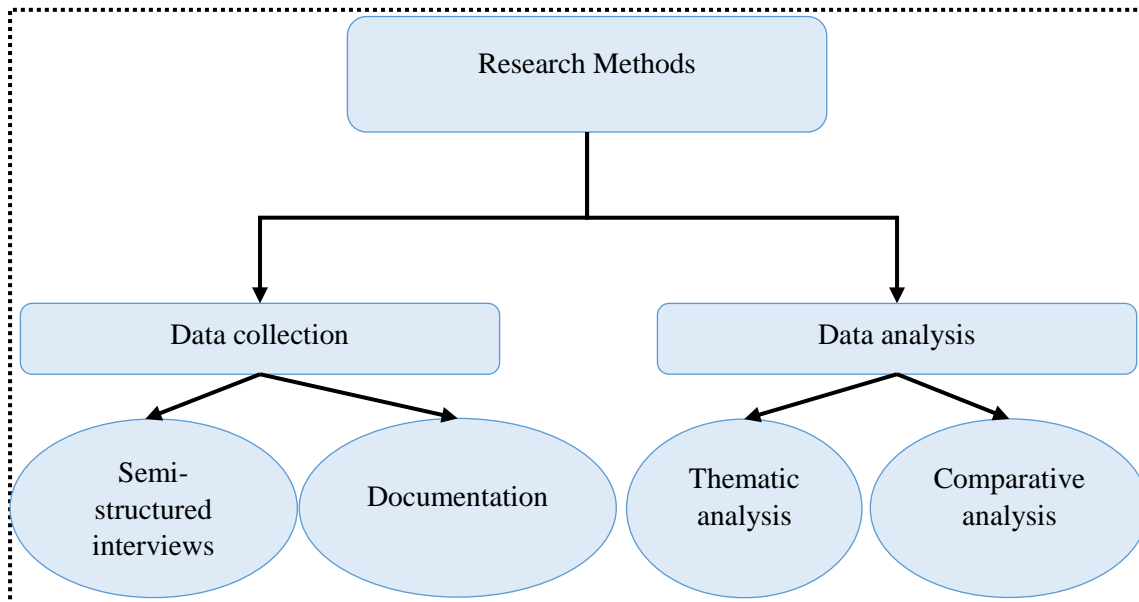 Research Methods
Data collection
Data analysis
Semi-
structured
interviews
Documentation
Thematic
analysis
Comparative
analysis